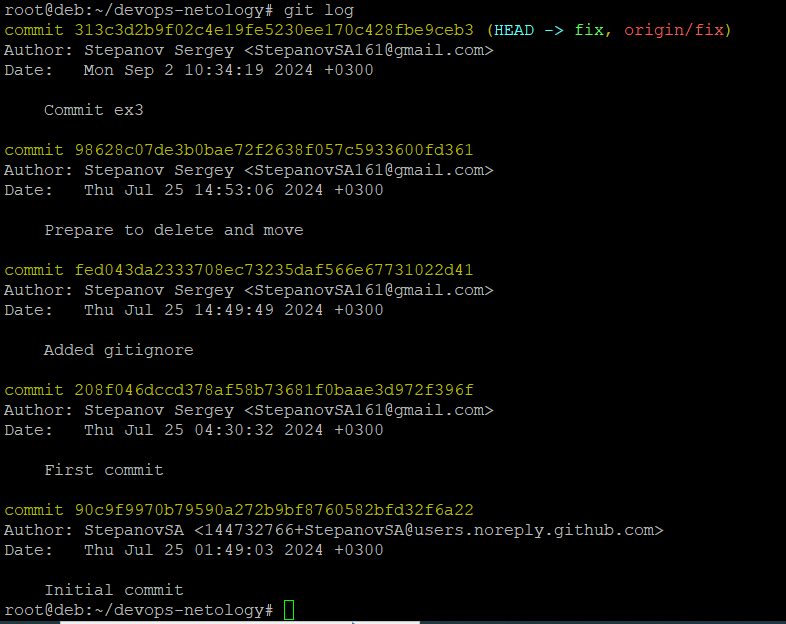 root@deb:~/devops-netology# git log
commit 313c3d2b9f02c4e19fe5230ee170c428fbe9ceb3 (HEAD -> fix, origin/fix)
Author: Stepanov Sergey <StepanovSA161@gmail.com>
Date:   Mon Sep 2 10:34:19 2024 +0300
    Commit ex3
commit 98628c07de3b0bae72f2638f057c5933600fd361
Author: Stepanov Sergey <StepanovSA161@gmail.com>
Date:   Thu Jul 25 14:53:06 2024 +0300
    Prepare to delete and move
commit fed043da2333708ec73235daf566e67731022d41
Author: Stepanov Sergey <StepanovSA161@gmail.com>
Date:   Thu Jul 25 14:49:49 2024 +0300
    Added gitignore
commit 208f046dccd378af58b73681f0baae3d972f396f
Author: Stepanov Sergey <StepanovSA161@gmail.com>
Date:   Thu Jul 25 04:30:32 2024 +0300
    First commit
commit 90c9f9970b79590a272b9bf8760582bfd32f6a22
Author: StepanovSA <144732766+StepanovSA@users.noreply.github.com>
Date:   Thu Jul 25 01:49:03 2024 +0300
    Initial commit
root@deb:~/devops-netology#